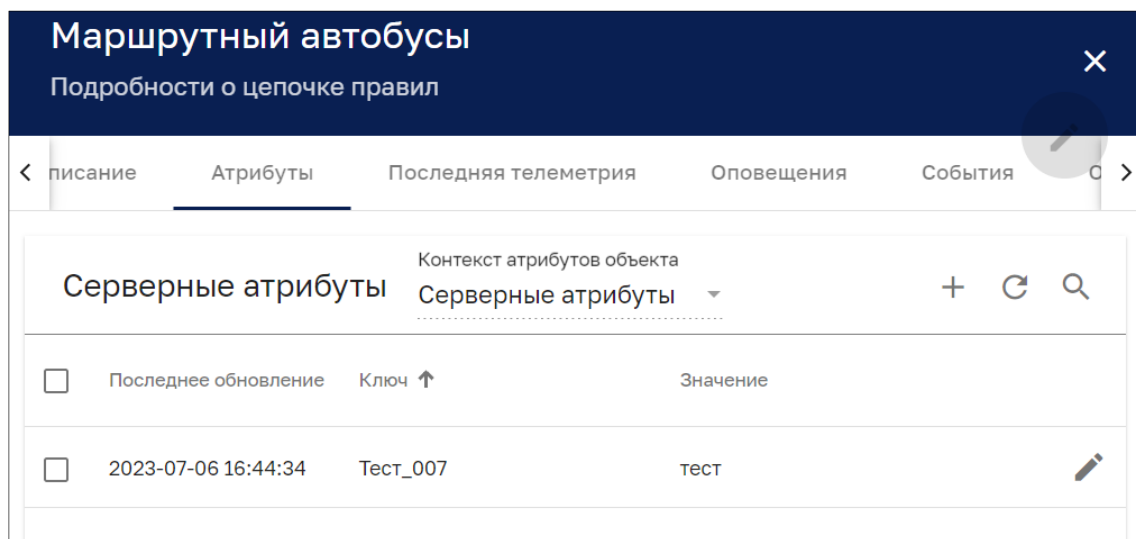 Маршрутный автобусы
Подробности о цепочке правил
писание Атрибуты Последняя телеметрия Оповещения События О
Контекст атрибутов объекта
Серверные атрибуты Серверные атрибуты
Последнее обновление Ключ Значение
2023-07-06 16:44:34 Тест_007 тест